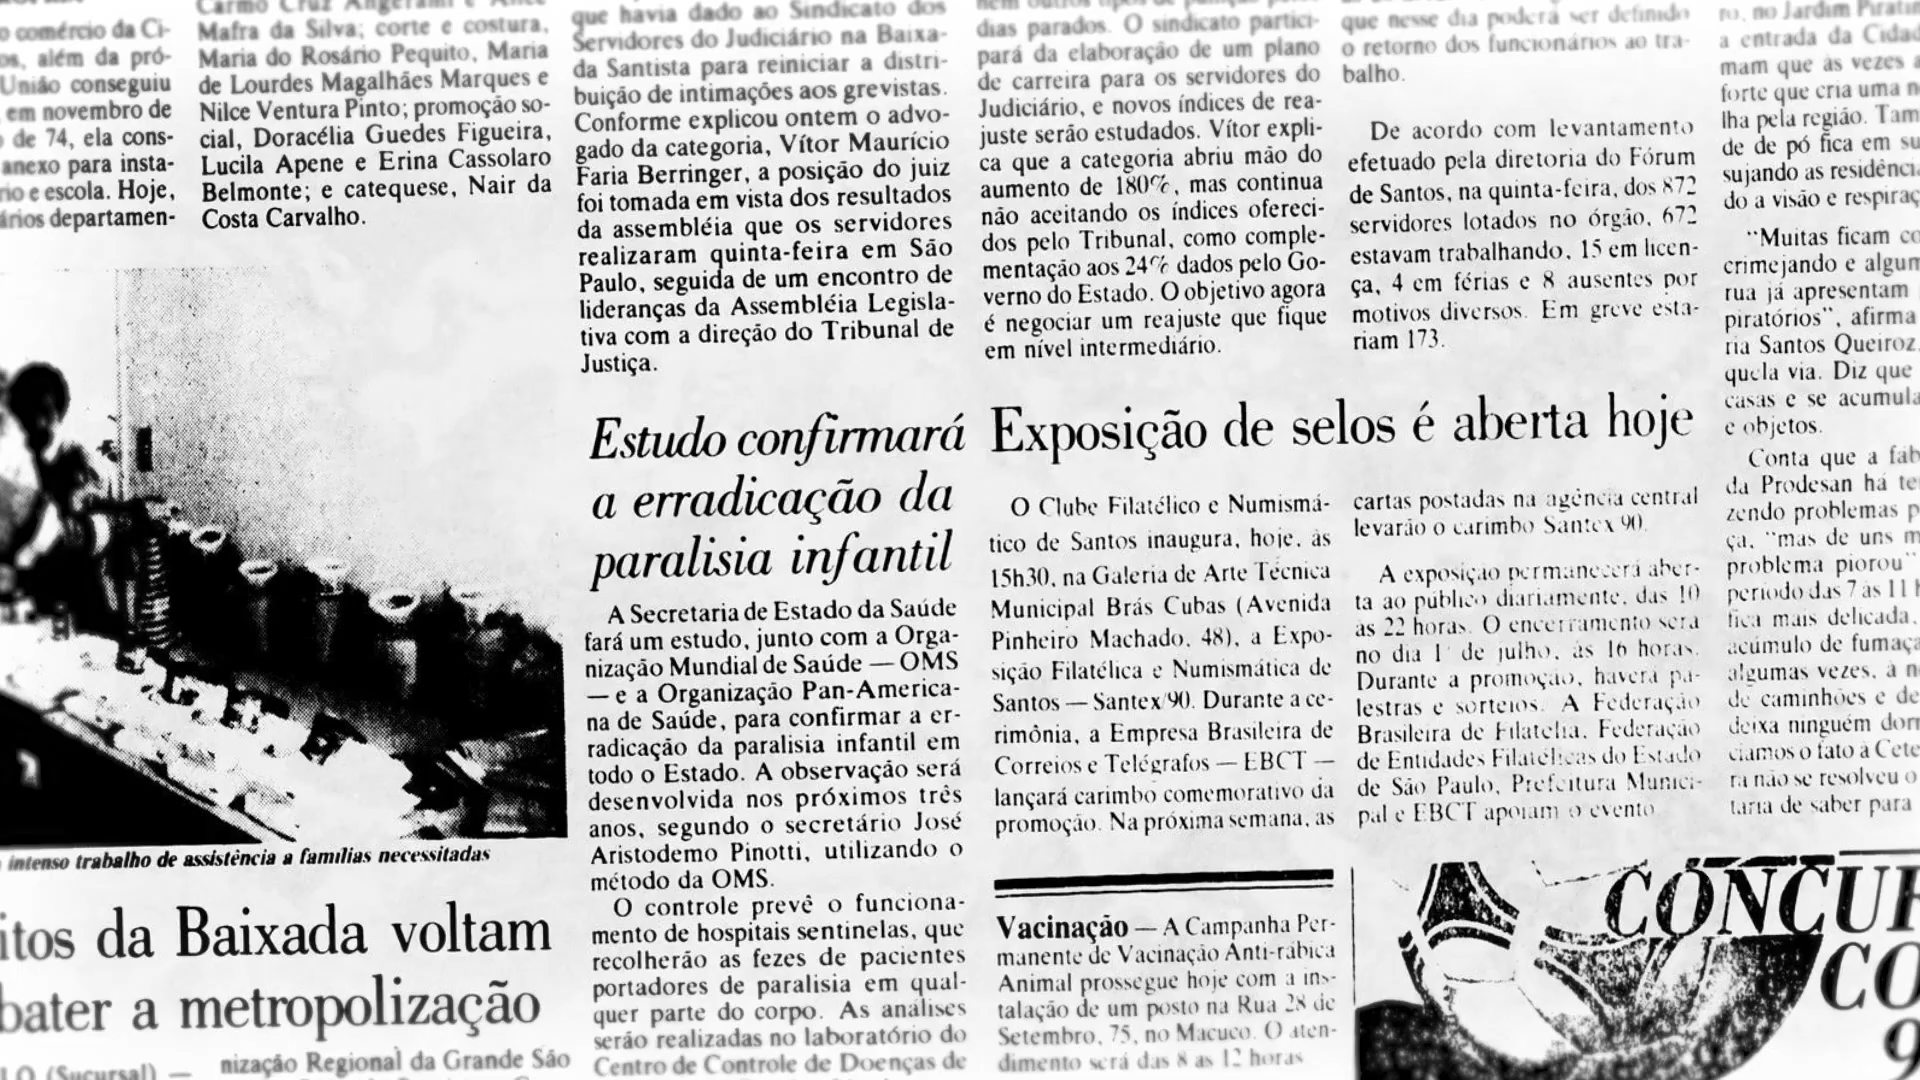 o comércio da Ci-
os, além da pró-
União conseguiu
em novembro de
de 74, ela cons-
anexo para insta-
rio e escola. Hoje,
ários departamen-
Carmo Cruz
Mafra da Silva; corte e costura,
Maria do Rosário Pequito, Maria
de Lourdes Magalhães Marques e
Nilce Ventura Pinto; promoção so-
cial, Doracélia Guedes Figueira,
Lucila Apene e Erina Cassolaro
Belmonte; e catequese, Nair da
Costa Carvalho.
intenso trabalho de assistência a famílias necessitadas
itos da Baixada voltam
bater a metropolização
LO (Sucursal) —
nização Regional da Grande São
que havia dado ao Sindicato dos
Servidores do Judiciário na Baixa-
da Santista para reiniciar a distri-
buição de intimações aos grevistas.
Conforme explicou ontem o advo-
gado da categoria, Vítor Maurício
Faria Berringer, a posição do juiz
foi tomada em vista dos resultados
da assembléia que os servidores
realizaram quinta-feira em São
Paulo, seguida de um encontro de
lideranças da Assembléia Legisla-
tiva com a direção do Tribunal de
Justiça.
dias parados. O sindicato partici-
pará da elaboração de um plano
de carreira para os servidores do
Judiciário, e novos índices de rea-
juste serão estudados. Vítor expli-
ca que a categoria abriu mão do
aumento de 180%, mas continua
não aceitando os índices ofereci-
dos pelo Tribunal, como comple-
mentação aos 24% dados pelo Go-
verno do Estado. O objetivo agora
é negociar um reajuste que fique
em nível intermediário.
que nesse dia poderá ser definido
o retorno dos funcionários ao tra-
balho.
De acordo com levantamento
efetuado pela diretoria do Fórum
de Santos, na quinta-feira, dos 872
servidores lotados no órgão, 672
estavam trabalhando, 15 em licen-
ça, 4 em férias e 8 ausentes por
motivos diversos. Em greve esta-
riam 173.
Estudo confirmará
a erradicação da
paralisia infantil
A Secretaria de Estado da Saúde
fará um estudo, junto com a Orga-
nização Mundial de Saúde — OMS
— e a Organização Pan-America-
na de Saúde, para confirmar a er-
radicação da paralisia infantil em
todo o Estado. A observação será
desenvolvida nos próximos três
anos, segundo o secretário José
Aristodemo Pinotti, utilizando o
método da OMS.
O controle prevê o funciona-
mento de hospitais sentinelas, que
recolherão as fezes de pacientes
portadores de paralisia em qual-
quer parte do corpo. As análises
serão realizadas no laboratório do
Centro de Controle de Doenças de
Exposição de selos é aberta hoje
O Clube Filatélico e Numismá-
tico de Santos inaugura, hoje, às
15h30, na Galeria de Arte Técnica
Municipal Brás Cubas (Avenida
Pinheiro Machado, 48), a Expo-
sição Filatélica e Numismática de
Santos — Santex/90. Durante a ce-
rimônia, a Empresa Brasileira de
Correios e Telégrafos — EBCT —
lançará carimbo comemorativo da
promoção. Na próxima semana, as
cartas postadas na agência central
levarão o carimbo Santex 90.
A exposição permanecerá aber-
ta ao público diariamente, das 10
às 22 horas. O encerramento será
no dia 1º de julho, às 16 horas.
Durante a promoção, haverá pa-
lestras e sorteios. A Federação
Brasileira de Filatelia, Federação
de Entidades Filatélicas do Estado
de São Paulo, Prefeitura Munici-
pal e EBCT apoiam o evento
Vacinação — A Campanha Per-
manente de Vacinação Anti-rábica
Animal prossegue hoje com a ins-
talação de um posto na Rua 28 de
Setembro, 75, no Macuco. O aten-
dimento será das 8 às 12 horas
ro, no Jardim
a entrada da Cidad
mam que às vezes a
forte que cria uma n
lha pela região. Tam
de de pó fica em su
sujando as residênci
do a visão e respiraç
"Muitas ficam co
crimejando e algum
rua já apresentam
piratórios", afirma
ria Santos Queiroz,
quela via. Diz que
casas e se acumula
e objetos.
Conta que a fáb
da Prodesan há te
zendo problemas p
ça, "mas de uns m
problema piorou"
período das 7 às 11 h
fica mais delicada,
acúmulo de fumaça
algumas vezes, à n
de caminhões e de
deixa ninguém dorm
ciamos o fato à Cete
ra não se resolveu o
taria de saber para
CONCUR
CO
9